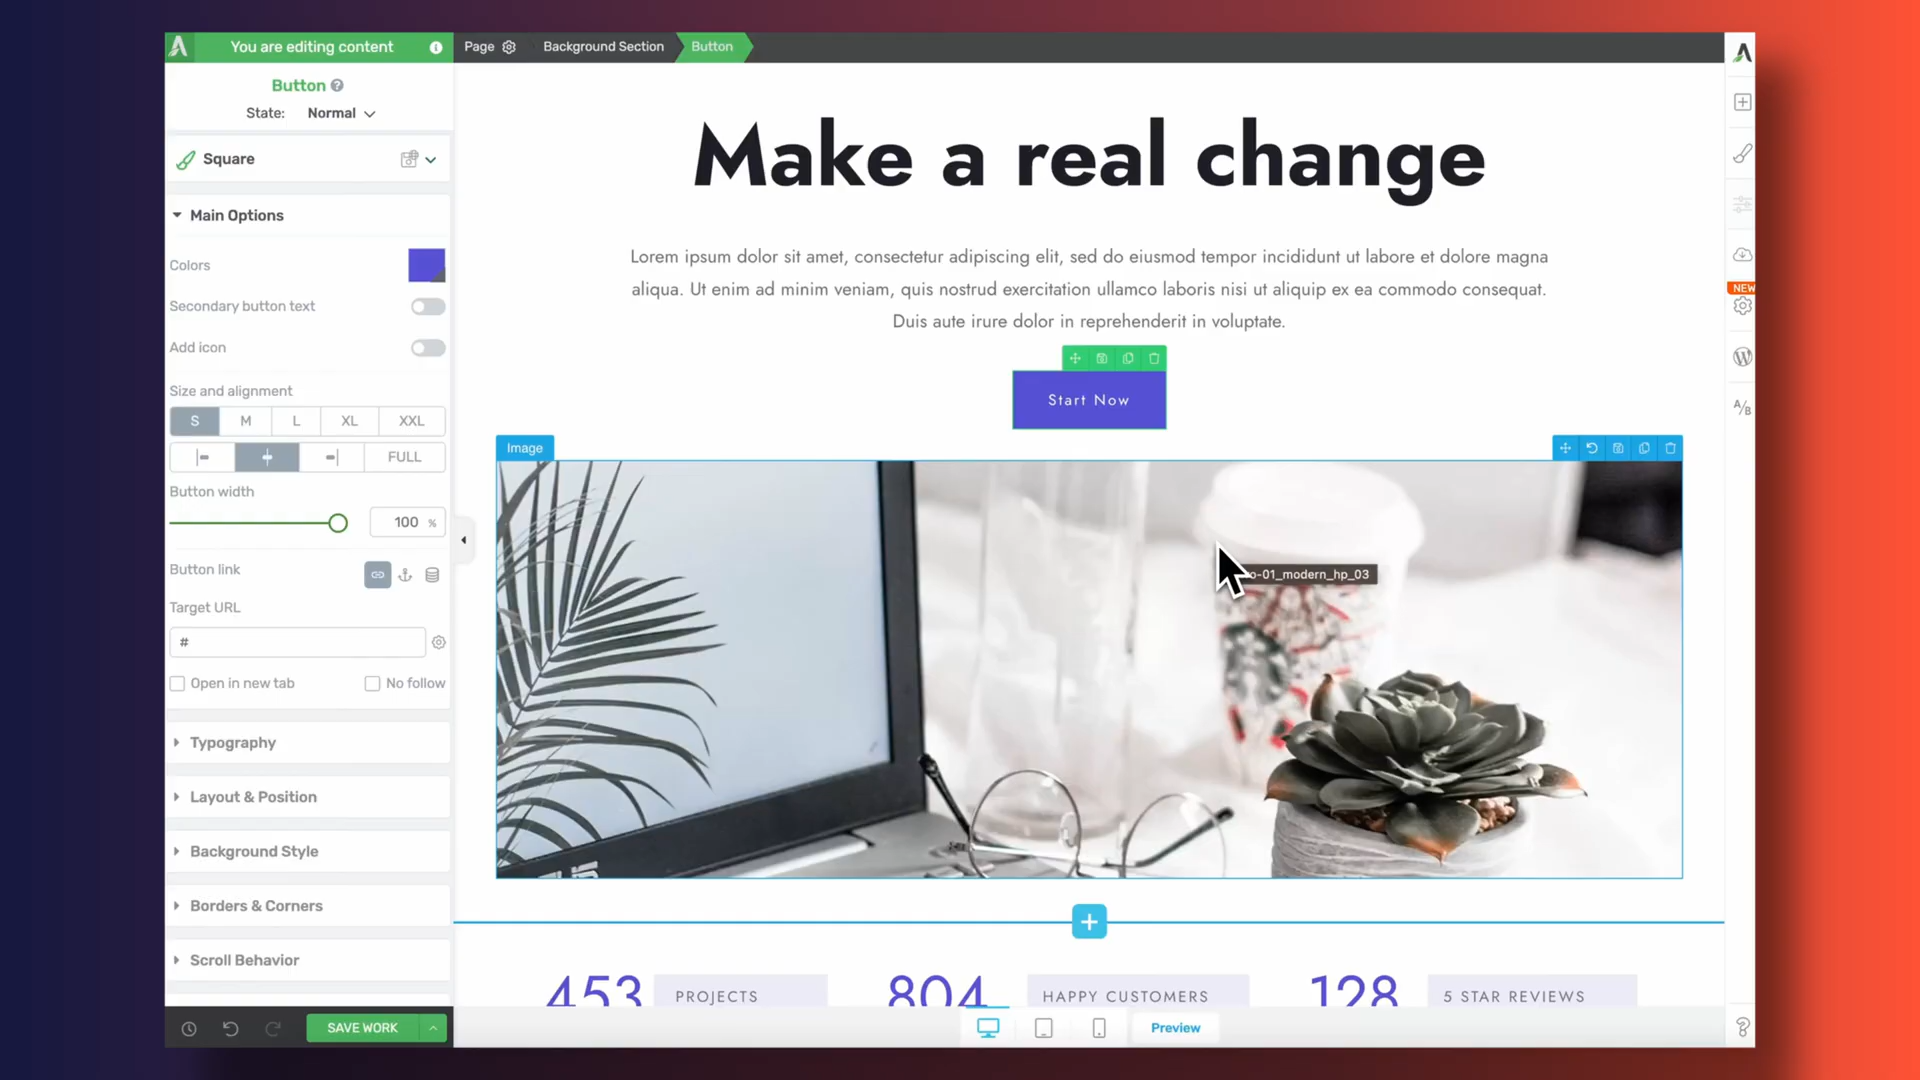 You are editing content
Page
Background Section
Button
Button
State: Normal
Square
Main Options
Colors
Secondary button text
Add icon
Size and alignment
S M L XL XXL
FULL
Button width
100 %
Button link
Target URL
#
Open in new tab
No follow
Typography
Layout & Position
Background Style
Borders & Corners
Scroll Behavior
SAVE WORK
Make a real change
Lorem ipsum dolor sit amet, consectetur adipiscing elit, sed do eiusmod tempor incididunt ut labore et dolore magna
aliqua. Ut enim ad minim veniam, quis nostrud exercitation ullamco laboris nisi ut aliquip ex ea commodo consequat.
Duis aute irure dolor in reprehenderit in voluptate.
Start Now
Image
o-01_modern_hp_03
453 PROJECTS
804 HAPPY CUSTOMERS
128 5 STAR REVIEWS
Preview
NEW
A/B